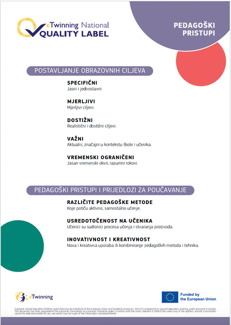 eTwinning National
QUALITY LABEL
PEDAGOŠKI
PRISTUPI
POSTAVLJANJE OBRAZOVNIH CILJEVA
SPECIFIČNI
Jasni i jednostavni
MJERLJIVI
Mjerljivi ciljevi
DOSTIŽNI
Realistični i dostižni ciljevi
VAŽNI
Aktualni, značajni u kontekstu škole i učenika.
VREMENSKI OGRANIČENI
Jasan vremenski okvir, razumni rokovi
PEDAGOŠKI PRISTUPI I PRIJEDLOZI ZA POUČAVANJE
RAZLIČITE PEDAGOŠKE METODE
Koje potiču aktivno, samostalno učenje.
USREDOTOČENOST NA UČENIKA
Učenici su sudionici procesa učenja i stvaranja proizvoda.
INOVATIVNOST I KREATIVNOST
Nova i kreativna uporaba ili kombiniranje pedagoških metoda i tehnika.
eTwinning
Funded by
the European Union